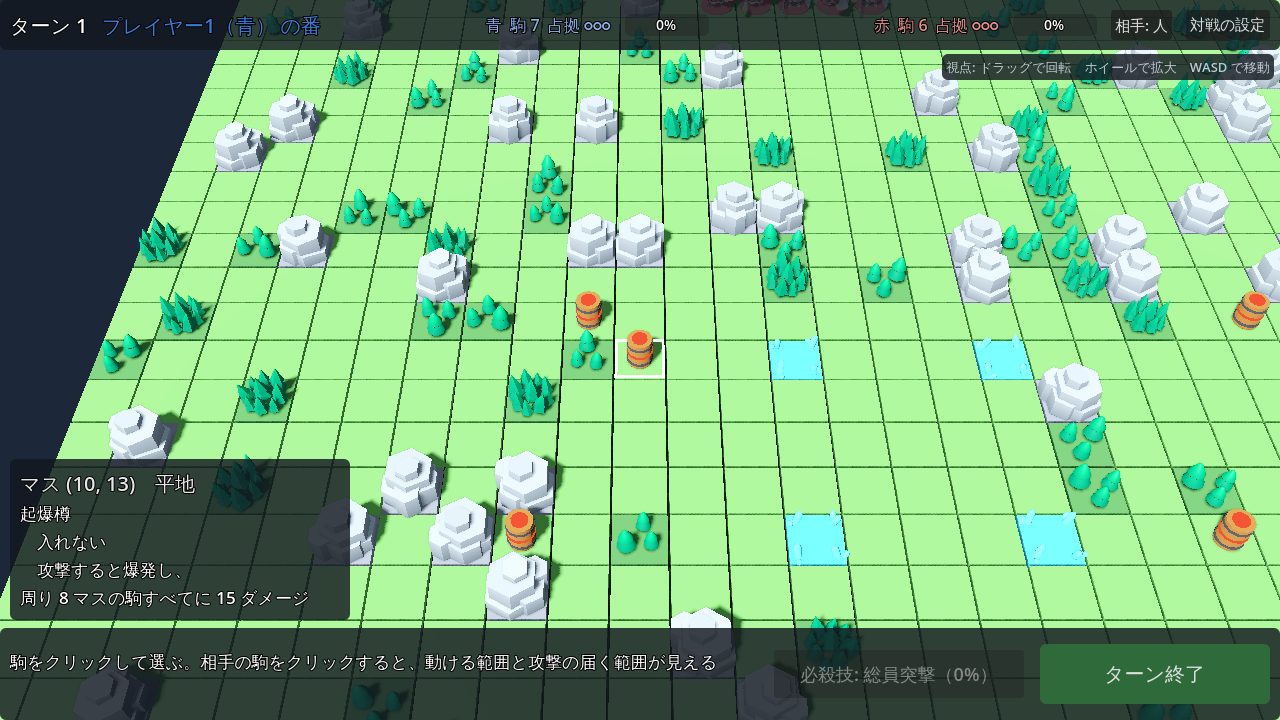 ターン 1 プレイヤー1（青）の番
青 駒 7 占拠 ○○○ 0%
赤 駒 6 占拠 ○○○ 0%
相手: 人
対戦の設定
視点: ドラッグで回転 ホイールで拡大 WASD で移動
マス (10, 13) 平地
起爆樽
入れない
攻撃すると爆発し、
周り 8 マスの駒すべてに 15 ダメージ
駒をクリックして選ぶ。相手の駒をクリックすると、動ける範囲と攻撃の届く範囲が見える
必殺技: 総員突撃（0%）
ターン終了